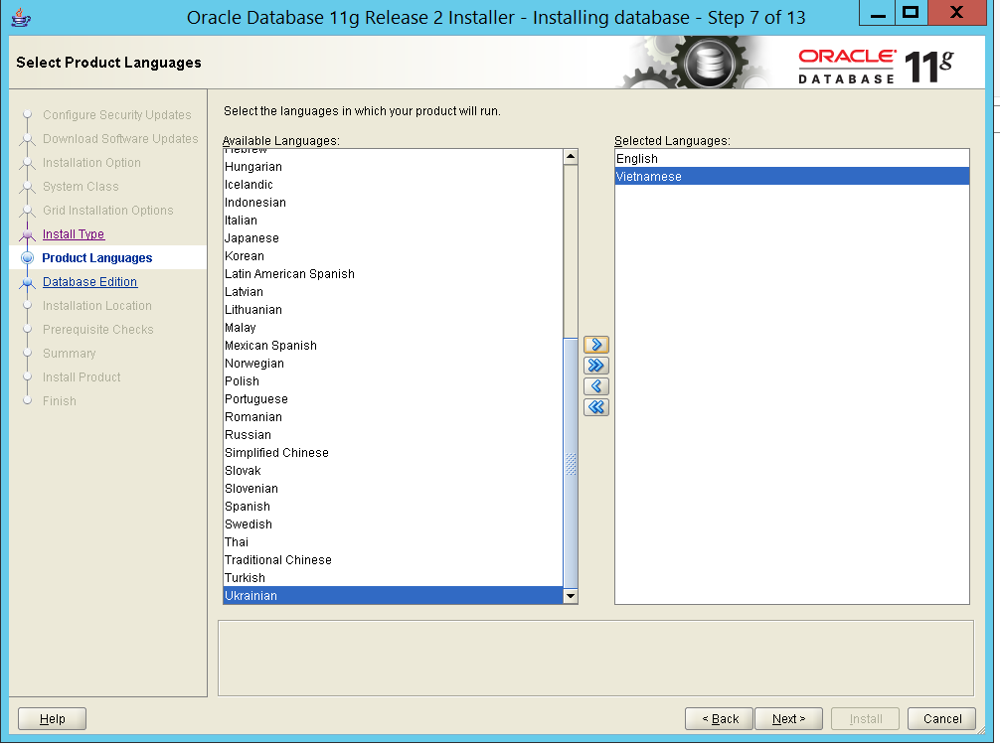 Oracle Database 11g Release 2 Installer - Installing database - Step 7 of 13
Select Product Languages
ORACLE 11g
DATABASE
Configure Security Updates
Download Software Updates
Installation Option
System Class
Grid Installation Options
Install Type
Product Languages
Database Edition
Installation Location
Prerequisite Checks
Summary
Install Product
Finish
Select the languages in which your product will run.
Available Languages:
Hebrew
Hungarian
Icelandic
Indonesian
Italian
Japanese
Korean
Latin American Spanish
Latvian
Lithuanian
Malay
Mexican Spanish
Norwegian
Polish
Portuguese
Romanian
Russian
Simplified Chinese
Slovak
Slovenian
Spanish
Swedish
Thai
Traditional Chinese
Turkish
Ukrainian
Selected Languages:
English
Vietnamese
Help
< Back
Next >
Install
Cancel